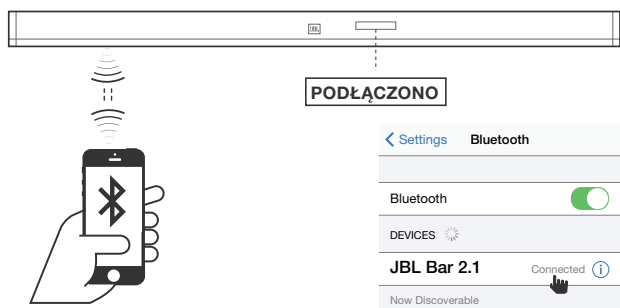 JBL
PODŁĄCZONO
Settings Bluetooth
Bluetooth
DEVICES
JBL Bar 2.1 Connected i
Now Discoverable